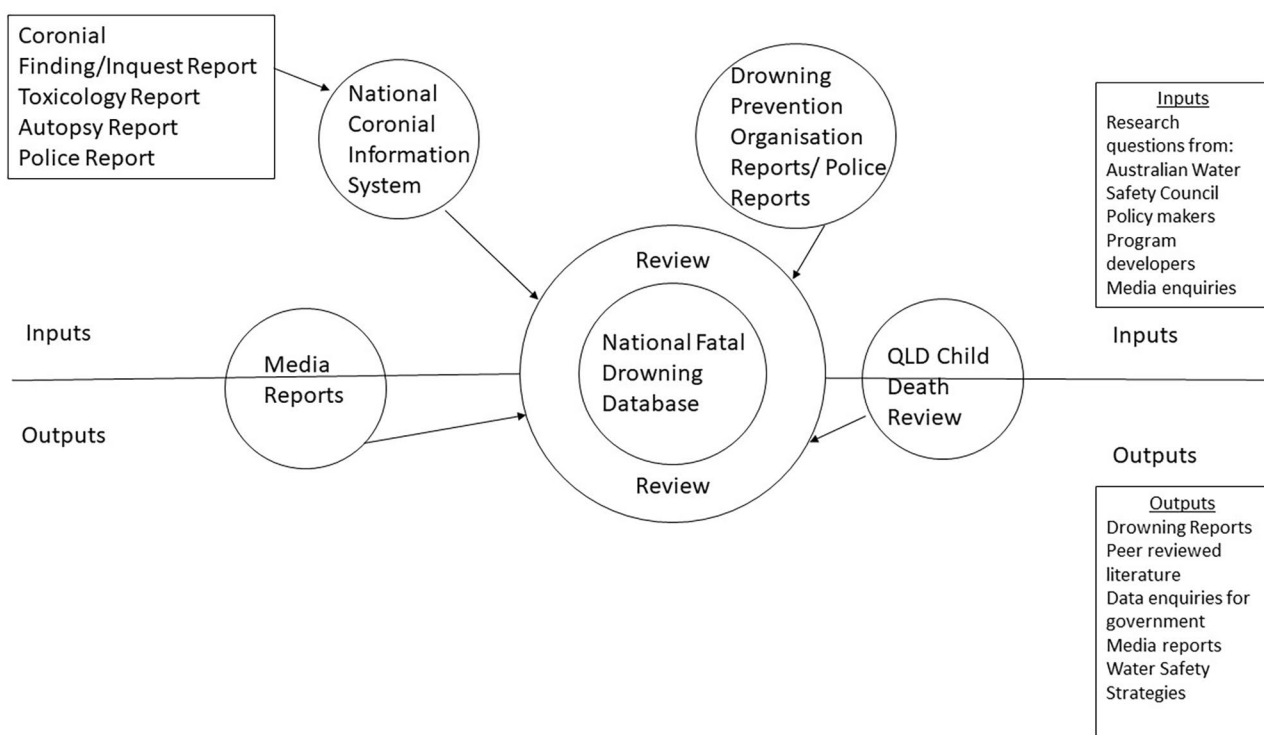 Coronial
Finding/Inquest Report
Toxicology Report
Autopsy Report
Police Report
National
Coronial
Information
System
Drowning
Prevention
Organisation
Reports/ Police
Reports
Inputs
Research
questions from:
Australian Water
Safety Council
Policy makers
Program
developers
Media enquiries
Review
National Fatal
Drowning
Database
Review
Inputs
Outputs
Media
Reports
QLD Child
Death
Review
Inputs
Outputs
Outputs
Drowning Reports
Peer reviewed
literature
Data enquiries for
government
Media reports
Water Safety
Strategies